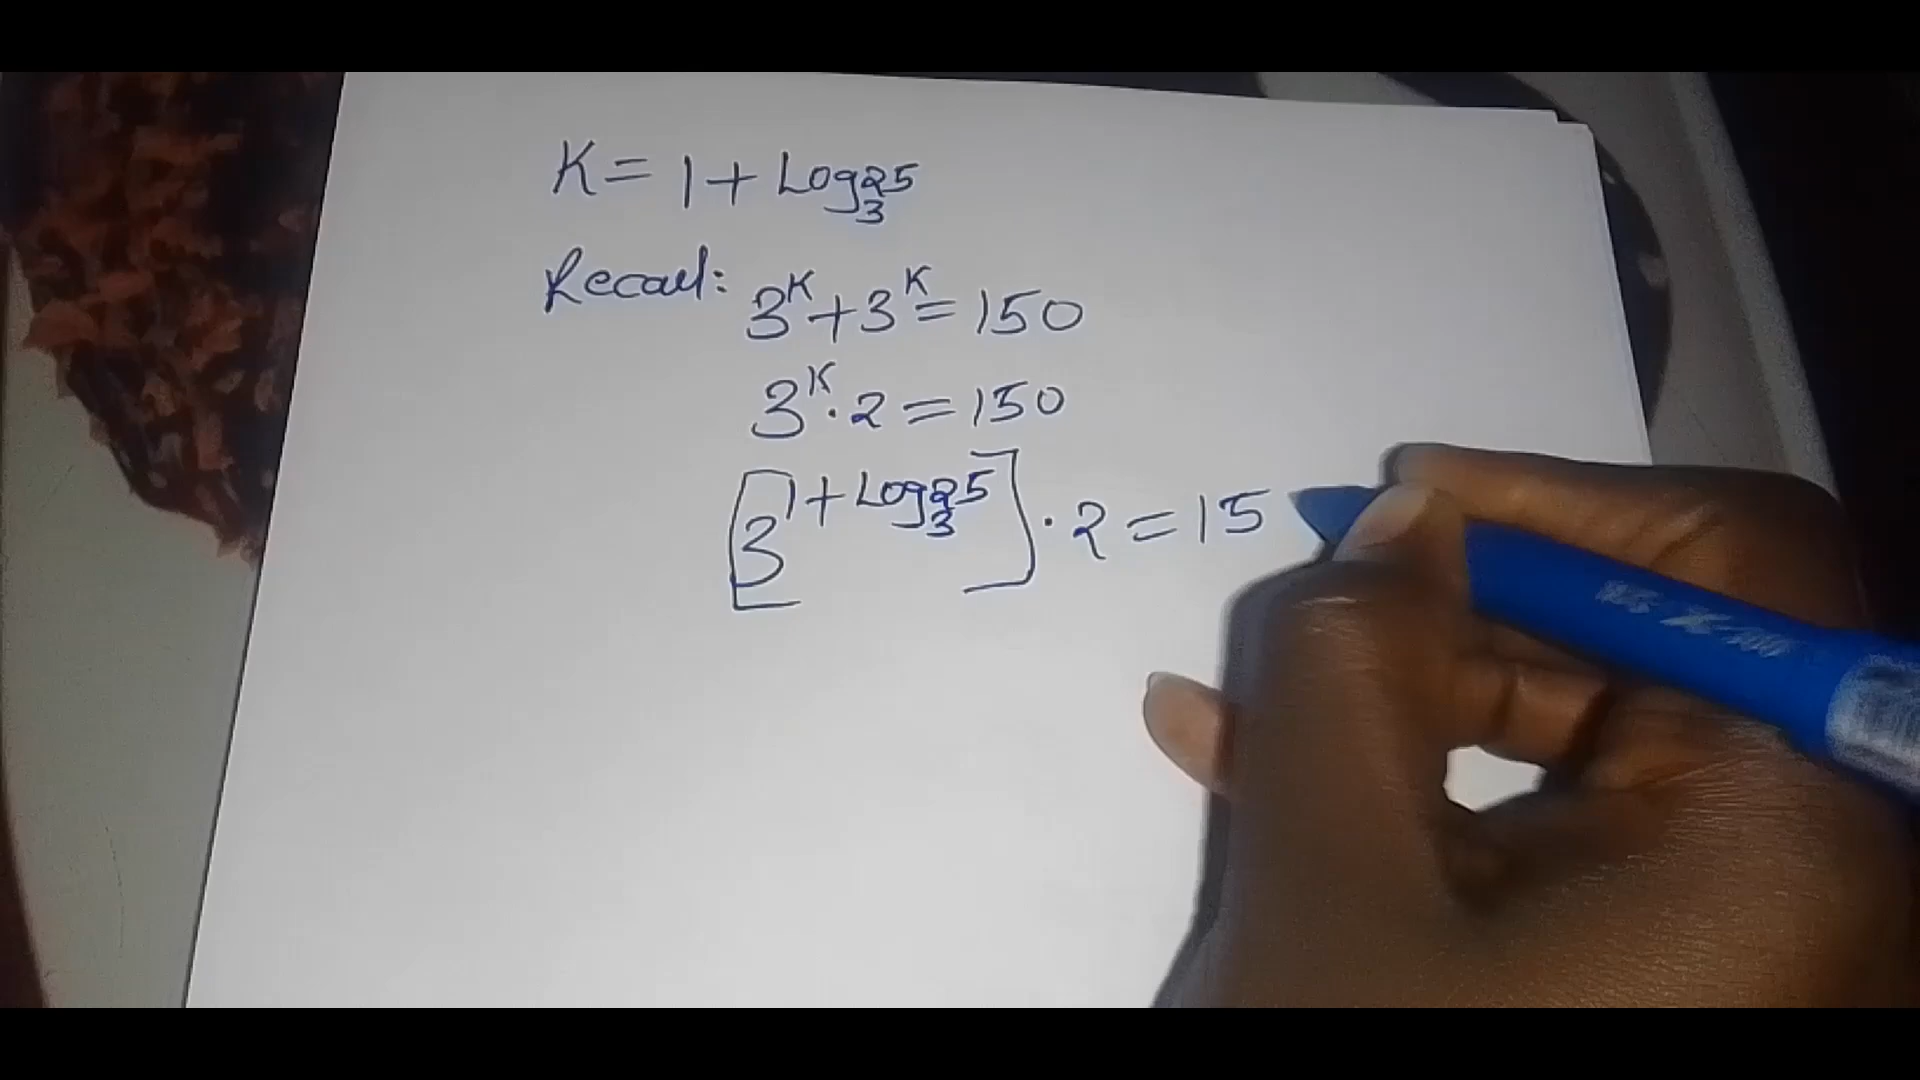 K = 1 + Log₃25
Recall: 3^K + 3^K = 150
3^K · 2 = 150
[3^(1 + Log₃25)] · 2 = 15